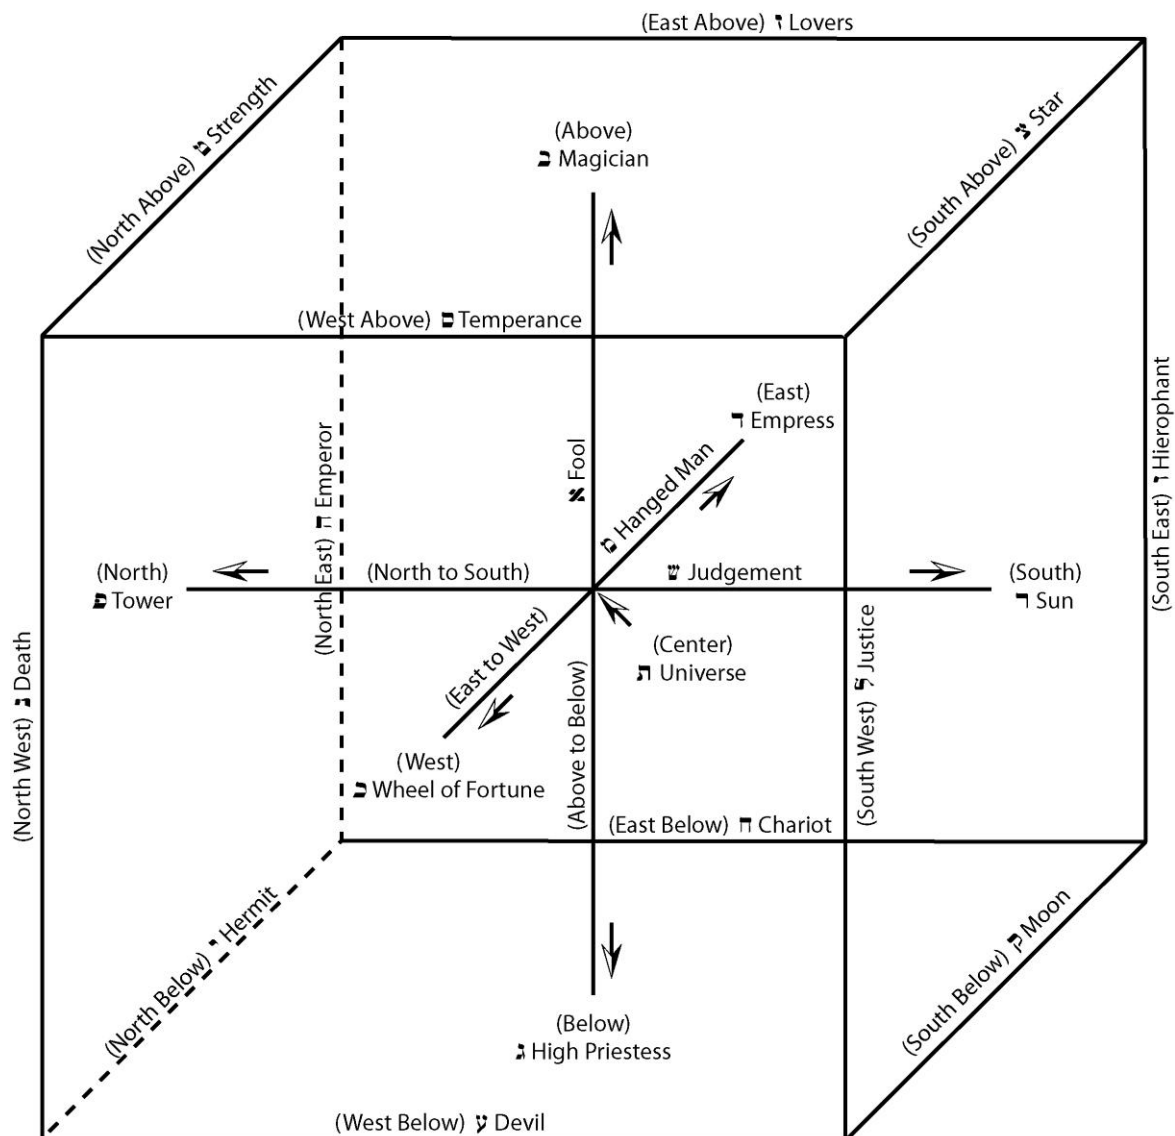 (East Above) ז Lovers
(North Above) ט Strength
(South Above) צ Star
(Above)
ב Magician
(West Above) ס Temperance
(East)
ד Empress
א Fool
מ Hanged Man
(North East) ה Emperor
(South East) ו Hierophant
(North)
פ Tower
(North to South)
ש Judgement
(South)
ר Sun
(Center)
ת Universe
(East to West)
(North West) נ Death
(South West) ל Justice
(West)
כ Wheel of Fortune
(Above to Below)
(East Below) ח Chariot
(North Below) י Hermit
(South Below) ק Moon
(Below)
ג High Priestess
(West Below) ע Devil